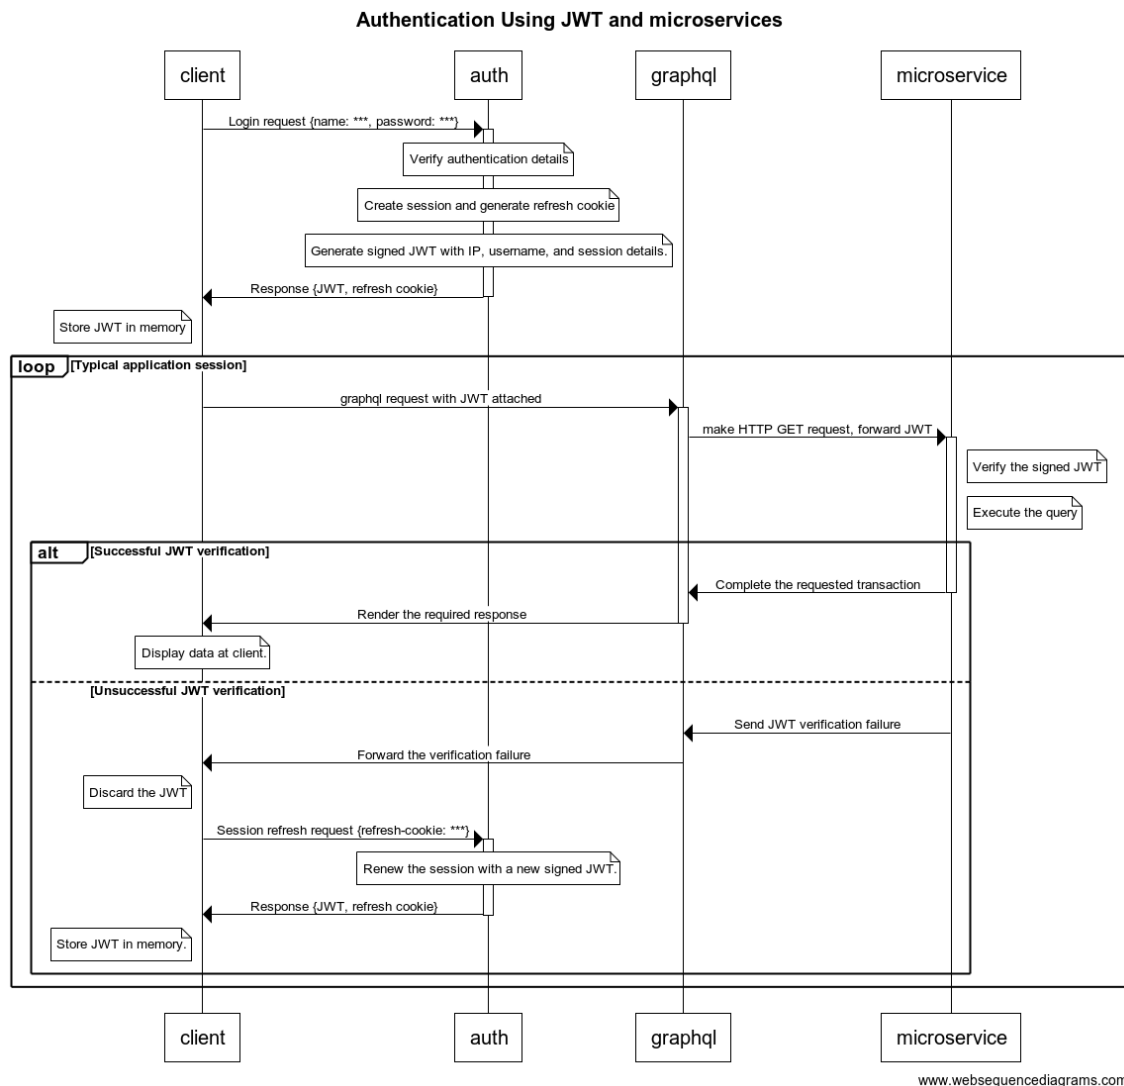 Authentication Using JWT and microservices
client
auth
graphql
microservice
Login request {name: ***, password: ***}
Verify authentication details
Create session and generate refresh cookie
Generate signed JWT with IP, username, and session details.
Response {JWT, refresh cookie}
Store JWT in memory
loop
[Typical application session]
graphql request with JWT attached
make HTTP GET request, forward JWT
Verify the signed JWT
Execute the query
alt
[Successful JWT verification]
Complete the requested transaction
Render the required response
Display data at client.
[Unsuccessful JWT verification]
Send JWT verification failure
Forward the verification failure
Discard the JWT
Session refresh request {refresh-cookie: ***}
Renew the session with a new signed JWT.
Response {JWT, refresh cookie}
Store JWT in memory.
client
auth
graphql
microservice
www.websequencediagrams.com